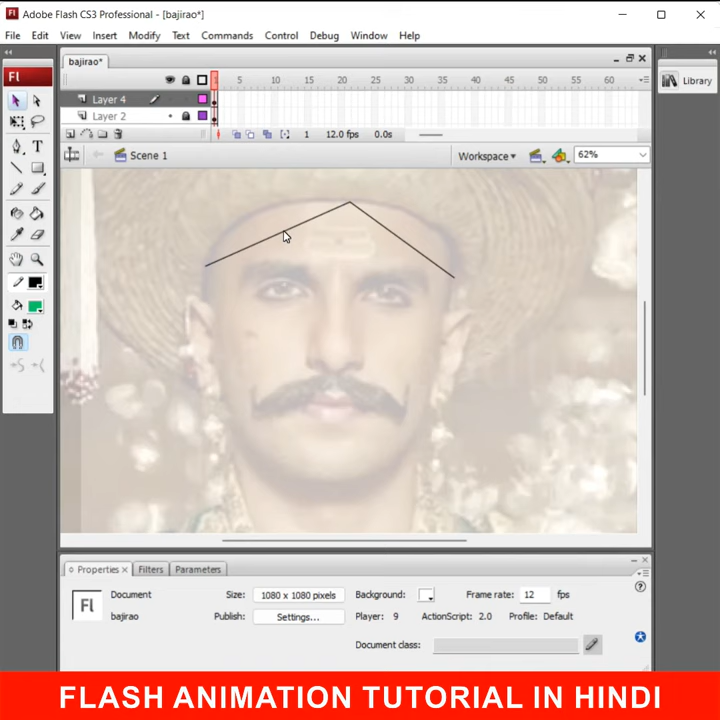 Fl Adobe Flash CS3 Professional - [bajirao*]
File Edit View Insert Modify Text Commands Control Debug Window Help
bajirao*
Fl
5 10 15 20 25 30 35 40 45 50 55 60
Library
Layer 4
Layer 2
1 12.0 fps 0.0s
Scene 1 Workspace 62%
T
Properties × Filters Parameters
Document Size: 1080 x 1080 pixels Background: Frame rate: 12 fps
Fl
bajirao Publish: Settings... Player: 9 ActionScript: 2.0 Profile: Default
Document class:
FLASH ANIMATION TUTORIAL IN HINDI